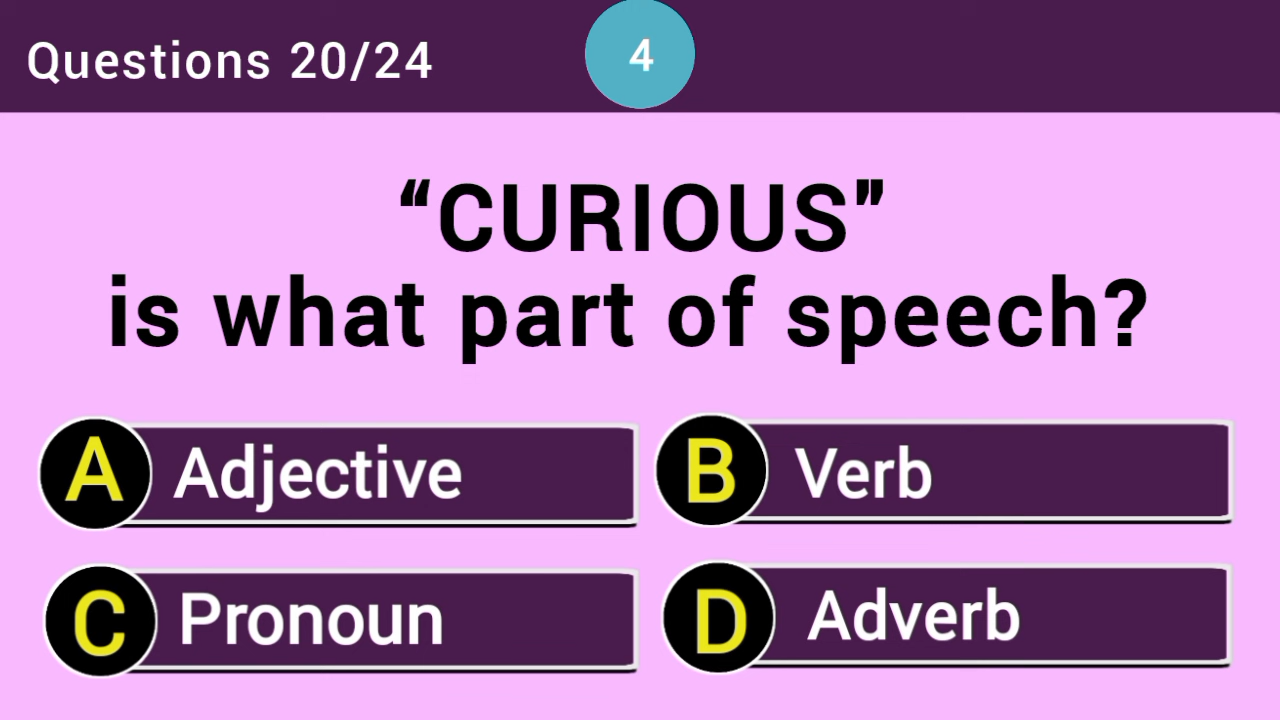 Questions 20/24
4
“CURIOUS”
is what part of speech?
A Adjective
B Verb
C Pronoun
D Adverb